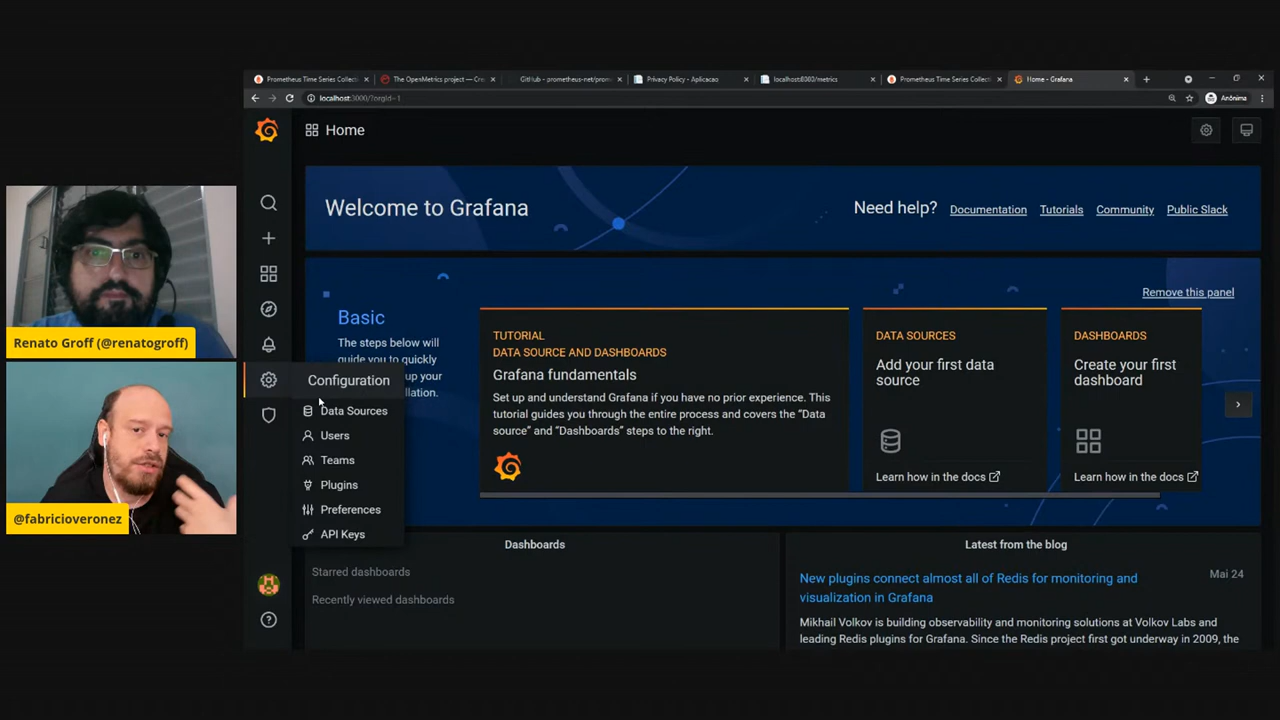 Prometheus Time Series Collecti
The OpenMetrics project — Cre
GitHub - prometheus-net/prom
Privacy Policy - Aplicacao
localhost:8080/metrics
Prometheus Time Series Collecti
Home - Grafana
localhost:3000/?orgId=1
Anônima
Home
Welcome to Grafana
Need help?
Documentation
Tutorials
Community
Public Slack
Remove this panel
Basic
The steps below will
guide you to quickly
up your
llation.
TUTORIAL
DATA SOURCE AND DASHBOARDS
Grafana fundamentals
Set up and understand Grafana if you have no prior experience. This
tutorial guides you through the entire process and covers the "Data
source" and "Dashboards" steps to the right.
DATA SOURCES
Add your first data
source
Learn how in the docs
DASHBOARDS
Create your first
dashboard
Learn how in the docs
Configuration
Data Sources
Users
Teams
Plugins
Preferences
API Keys
Dashboards
Starred dashboards
Recently viewed dashboards
Latest from the blog
New plugins connect almost all of Redis for monitoring and
visualization in Grafana
Mai 24
Mikhail Volkov is building observability and monitoring solutions at Volkov Labs and
leading Redis plugins for Grafana. Since the Redis project first got underway in 2009, the
Renato Groff (@renatogroff)
@fabricioveronez